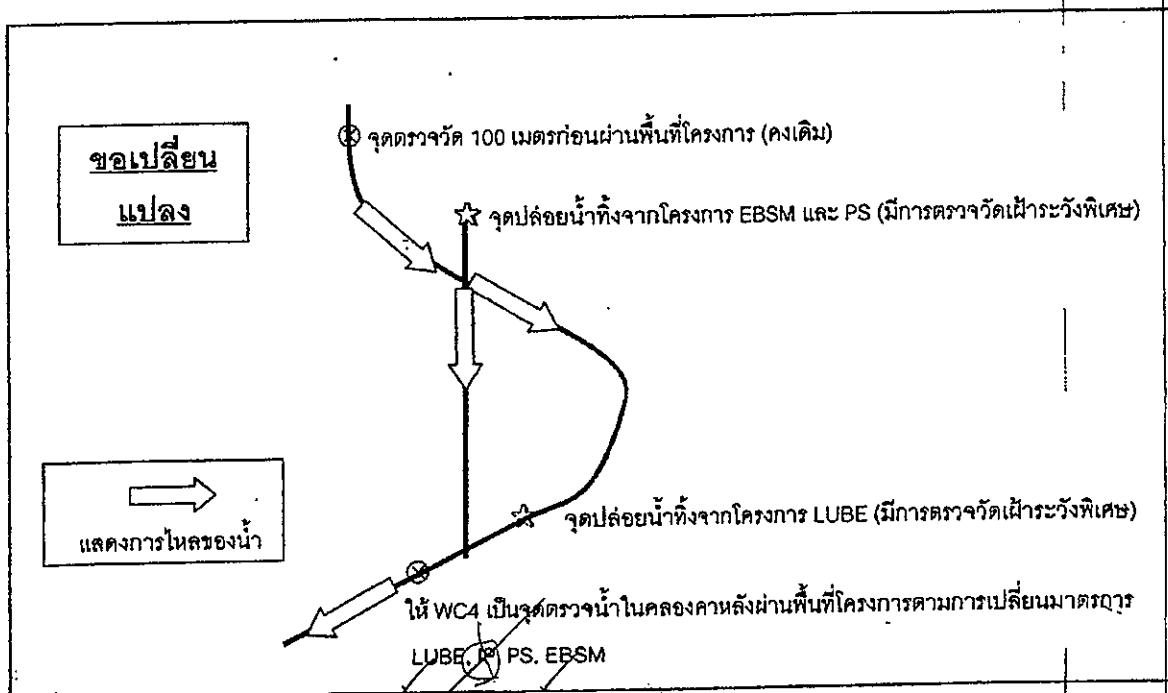 ขอเปลี่ยน
แปลง
จุดตรวจวัด 100 เมตรก่อนผ่านพื้นที่โครงการ (คงเดิม)
จุดปล่อยน้ำทิ้งจากโครงการ EBSM และ PS (มีการตรวจวัดเฝ้าระวังพิเศษ)
แสดงการไหลของน้ำ
จุดปล่อยน้ำทิ้งจากโครงการ LUBE (มีการตรวจวัดเฝ้าระวังพิเศษ)
ให้ WC4 เป็นจุดตรวจน้ำในคลองคาหลังผ่านพื้นที่โครงการตามการเปลี่ยนมาตรการ
LUBE, PS, EBSM